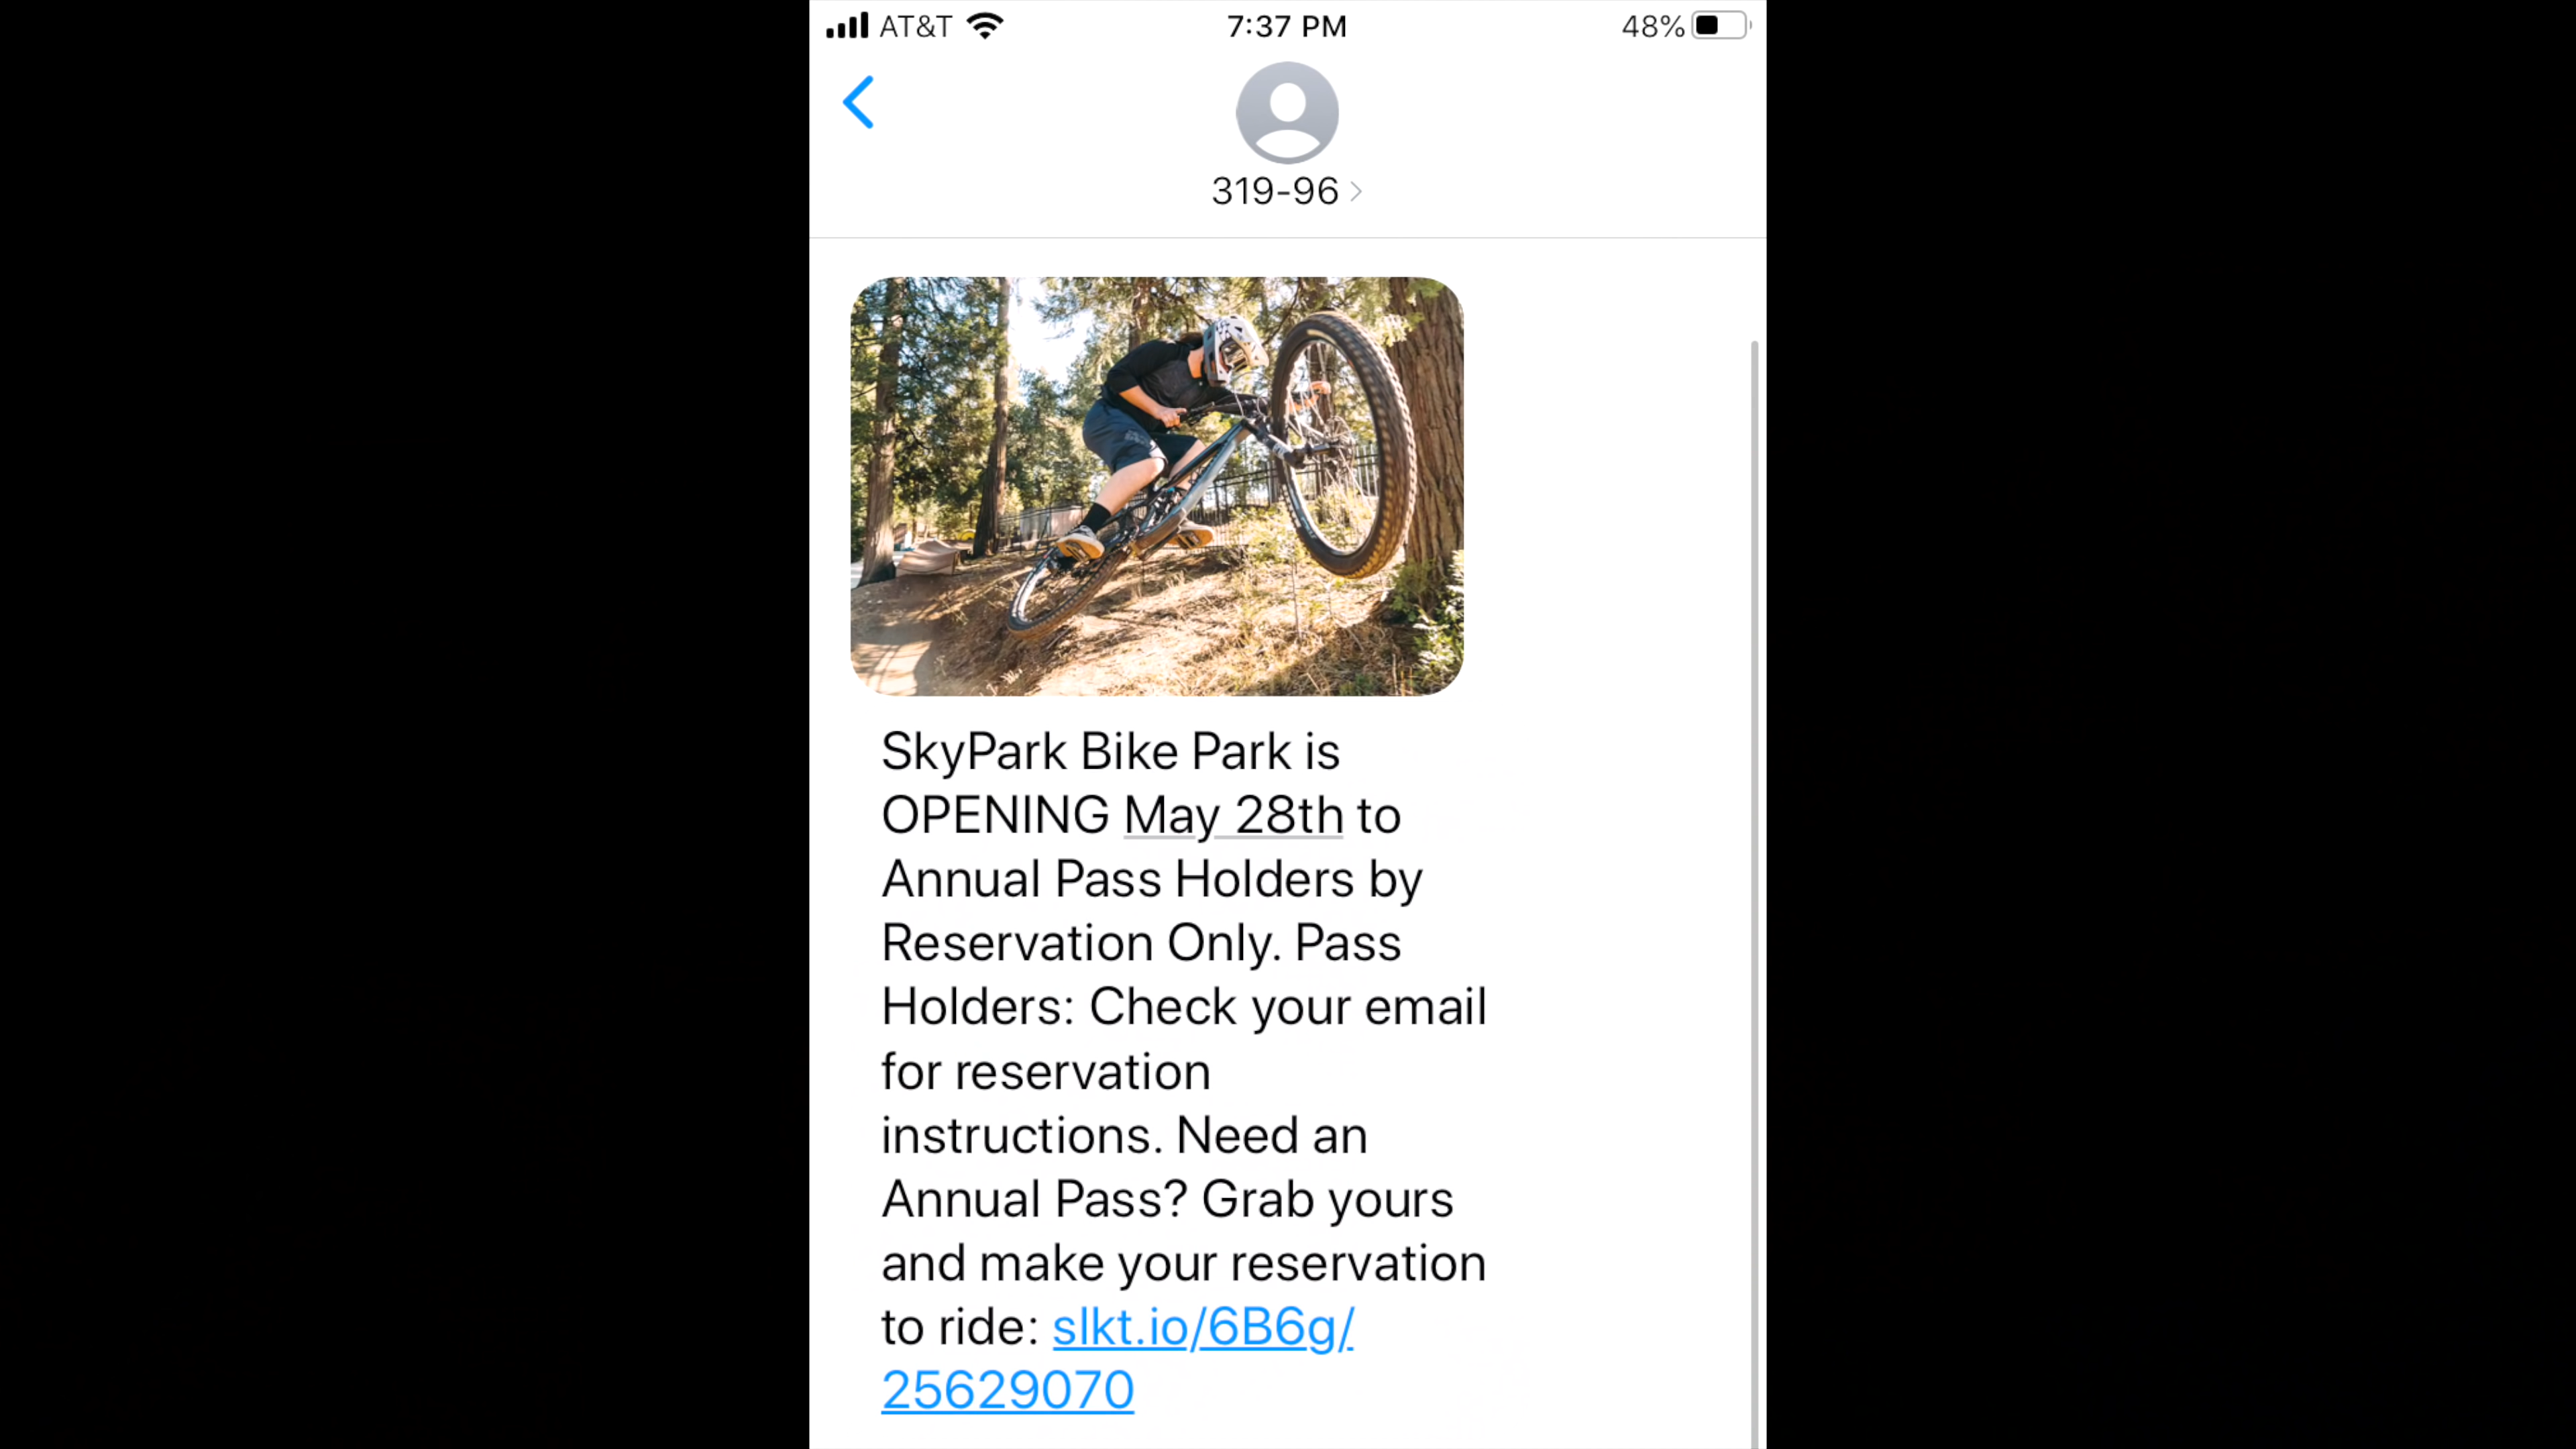 AT&T 7:37 PM 48%
319-96
SkyPark Bike Park is
OPENING May 28th to
Annual Pass Holders by
Reservation Only. Pass
Holders: Check your email
for reservation
instructions. Need an
Annual Pass? Grab yours
and make your reservation
to ride: slkt.io/6B6g/
25629070